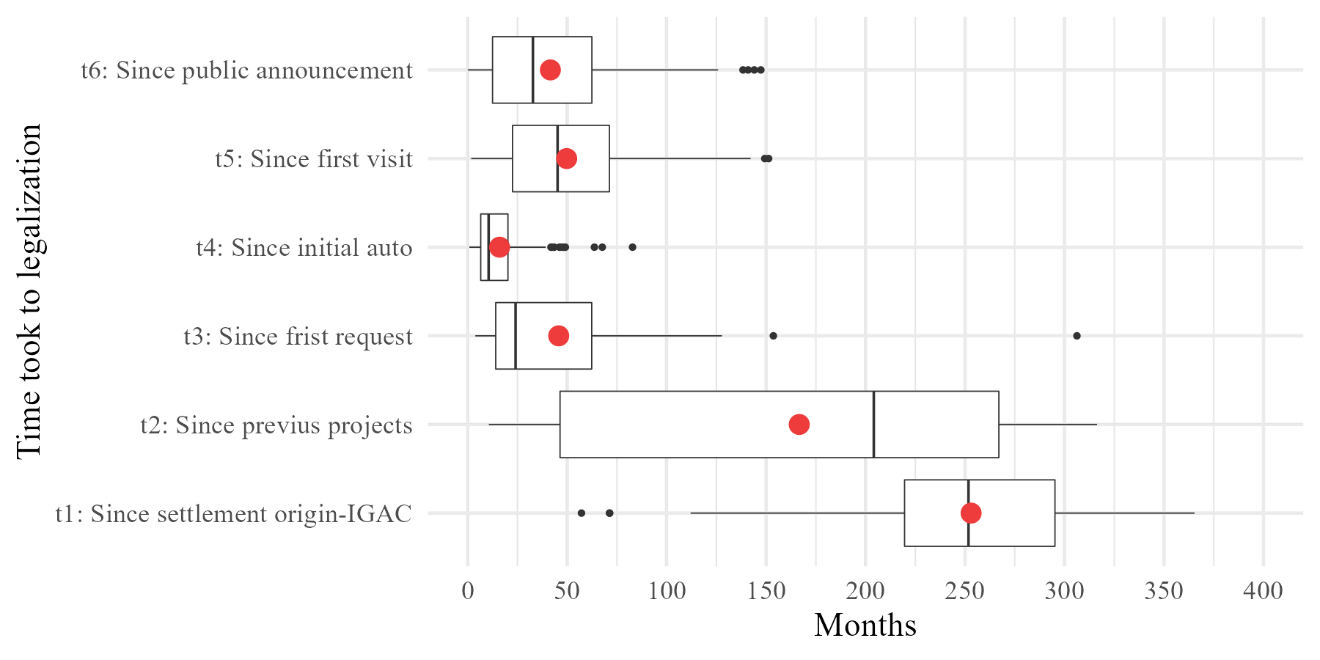 Time took to legalization
t6: Since public announcement
t5: Since first visit
t4: Since initial auto
t3: Since frist request
t2: Since previus projects
t1: Since settlement origin-IGAC
0 50 100 150 200 250 300 350 400
Months